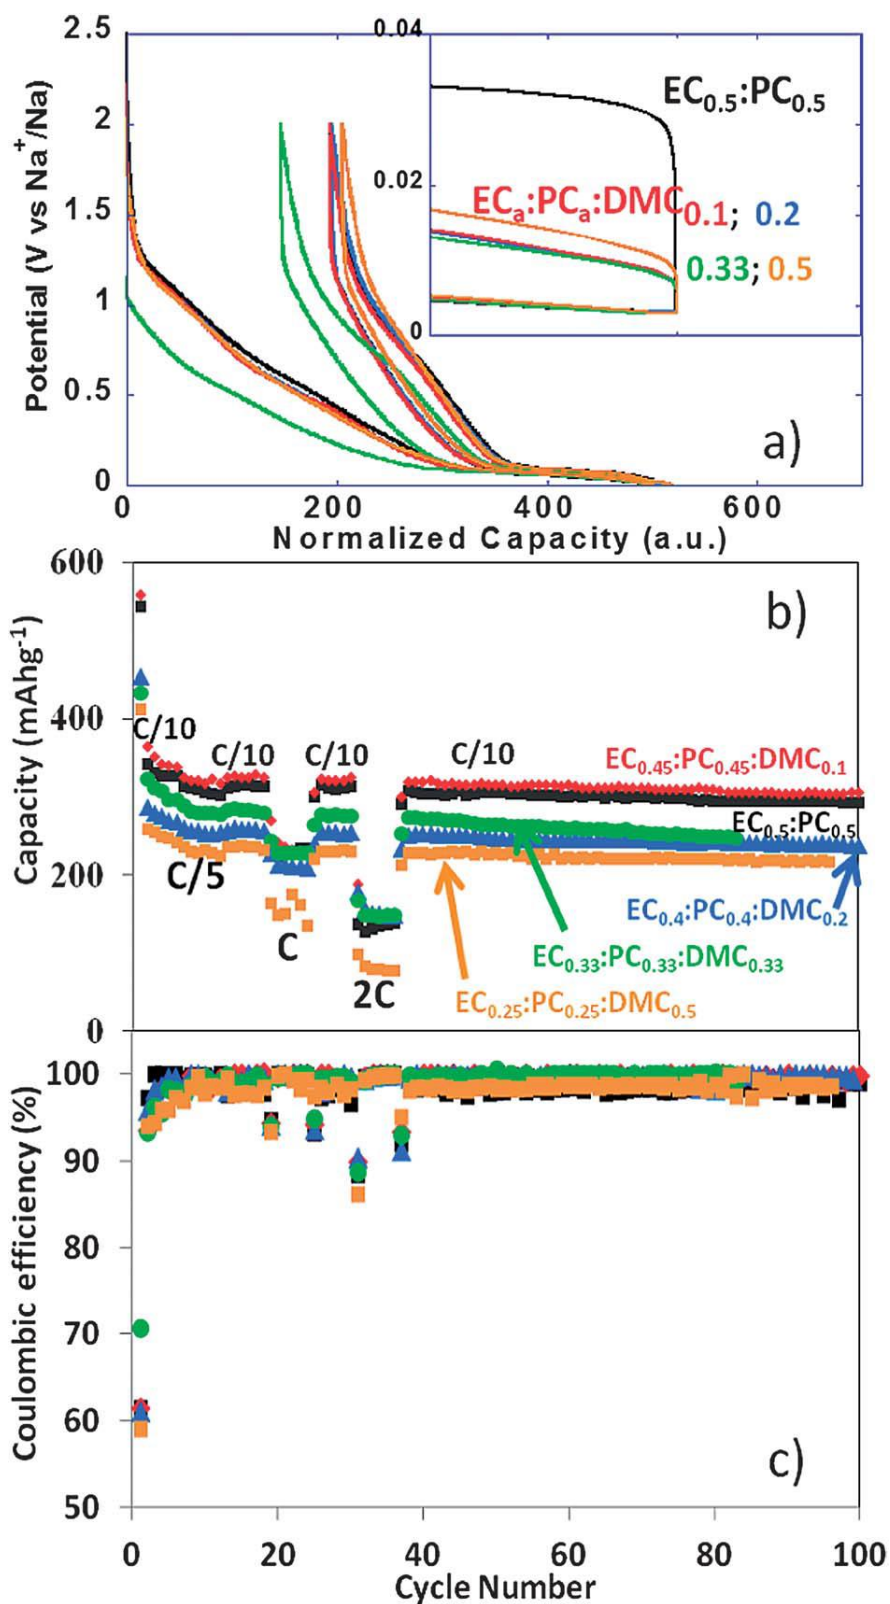 2.5
2
1.5
1
0.5
0
Potential (V vs Na⁺/Na)
0.04
0.02
0
EC₀.₅:PC₀.₅
ECₐ:PCₐ:DMC₀.₁; 0.2
0.33; 0.5
a)
0 200 400 600
Normalized Capacity (a.u.)
600
400
200
0
Capacity (mAhg⁻¹)
b)
C/10
C/10
C/10
C/10
EC₀.₄₅:PC₀.₄₅:DMC₀.₁
EC₀.₅:PC₀.₅
C/5
C
2C
EC₀.₄:PC₀.₄:DMC₀.₂
EC₀.₃₃:PC₀.₃₃:DMC₀.₃₃
EC₀.₂₅:PC₀.₂₅:DMC₀.₅
100
90
80
70
60
50
Coulombic efficiency (%)
c)
0 20 40 60 80 100
Cycle Number